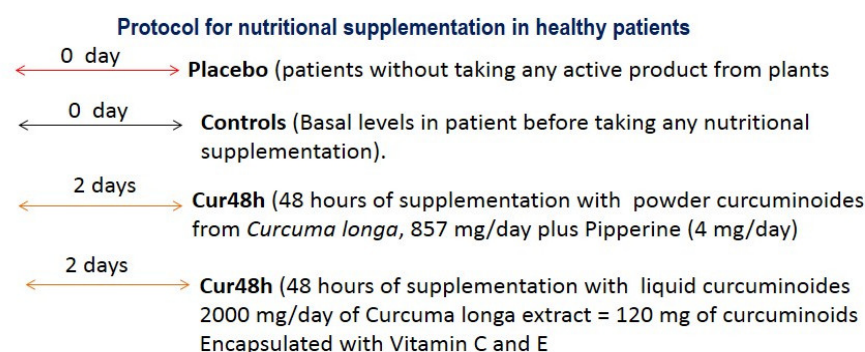 Protocol for nutritional supplementation in healthy patients
0 day
Placebo (patients without taking any active product from plants
0 day
Controls (Basal levels in patient before taking any nutritional
supplementation).
2 days
Cur48h (48 hours of supplementation with powder curcuminoides
from Curcuma longa, 857 mg/day plus Pipperine (4 mg/day)
2 days
Cur48h (48 hours of supplementation with liquid curcuminoides
2000 mg/day of Curcuma longa extract = 120 mg of curcuminoids
Encapsulated with Vitamin C and E